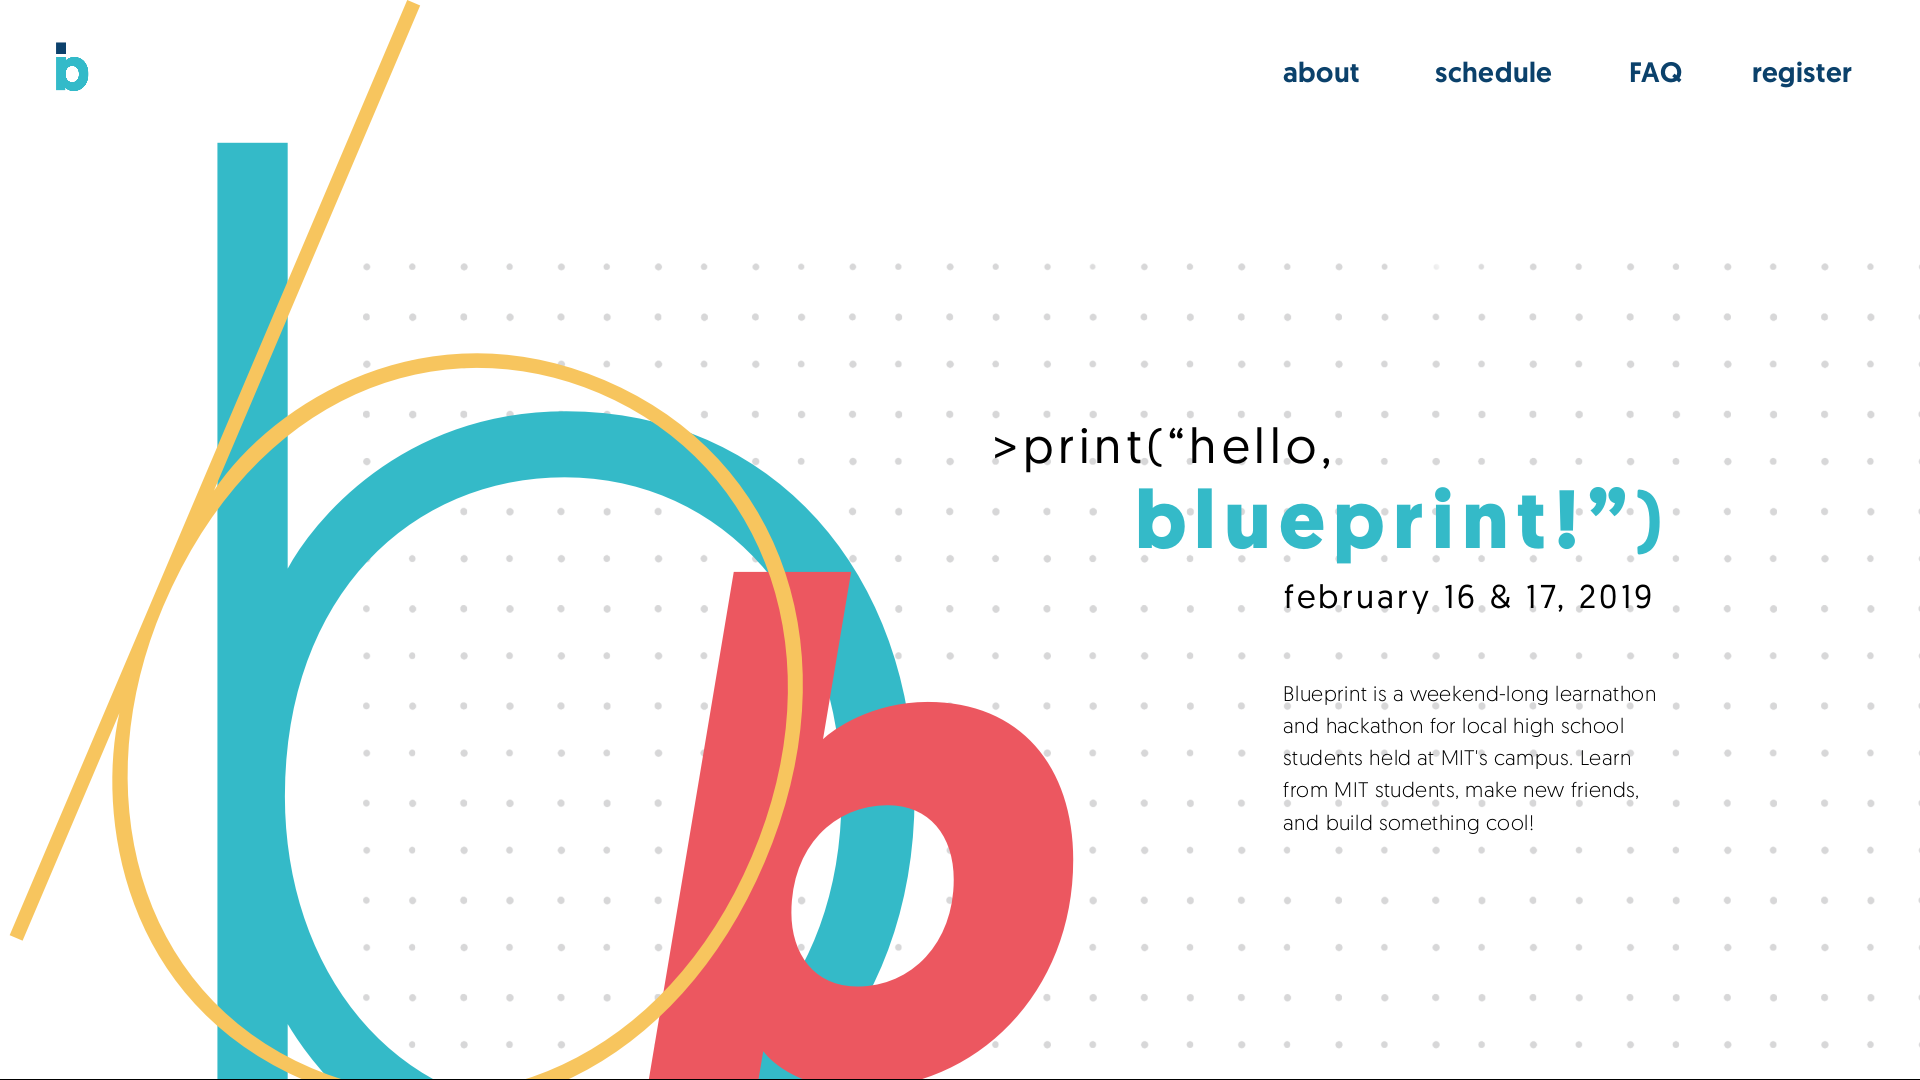 b
about schedule FAQ register
>print(“hello,
blueprint!”)
february 16 & 17, 2019
Blueprint is a weekend-long learnathon
and hackathon for local high school
students held at MIT's campus. Learn
from MIT students, make new friends,
and build something cool!
b
b
b